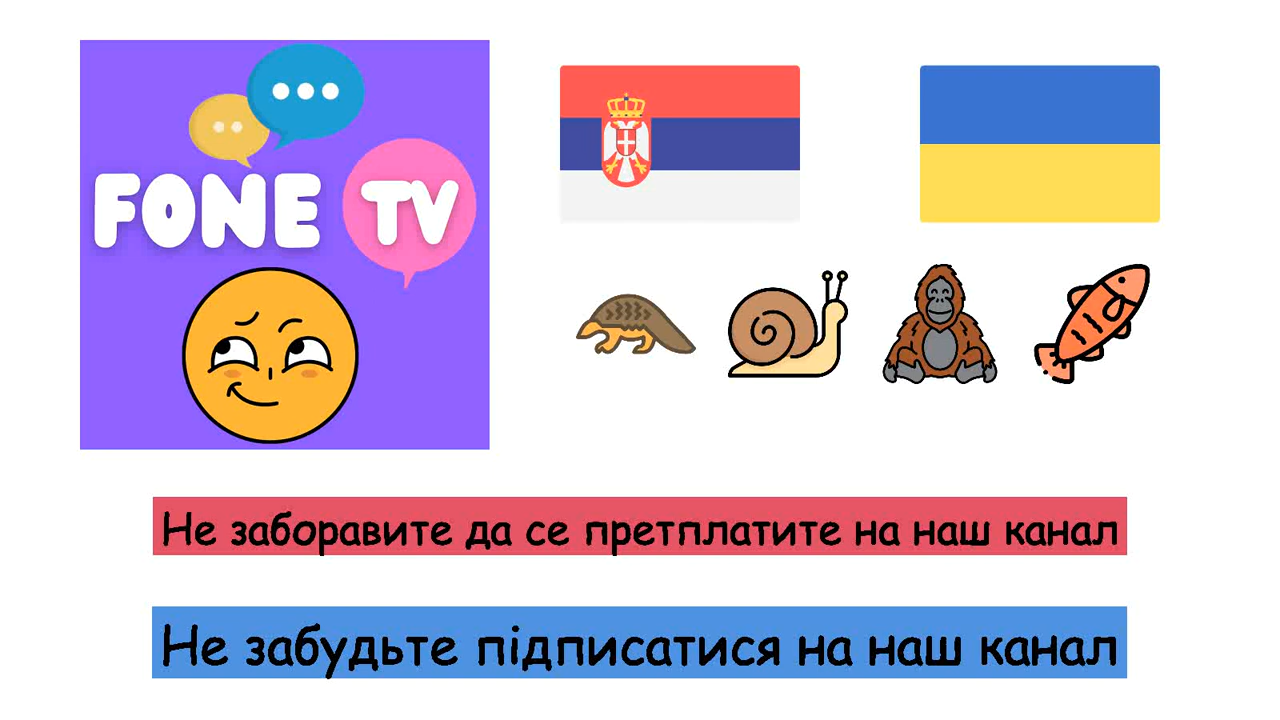 FONE TV
Не заборавите да се претплатите на наш канал
Не забудьте підписатися на наш канал